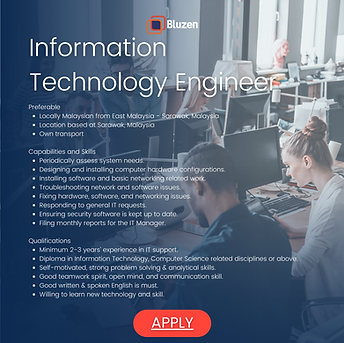 Bluzen
Information
Technology Engineer
Preferable
• Locally Malaysian from East Malaysia - Sarawak, Malaysia
• Location based at Sarawak, Malaysia
• Own transport
Capabilities and Skills
• Periodically assess system needs.
• Designing and installing computer hardware configurations.
• Installing software and basic networking related work.
• Troubleshooting network and software issues.
• Fixing hardware, software, and networking issues.
• Responding to general IT requests.
• Ensuring security software is kept up to date.
• Filing monthly reports for the IT Manager.
Qualifications
• Minimum 2-3 years' experience in IT support.
• Diploma in Information Technology, Computer Science related disciplines or above.
• Self-motivated, strong problem solving & analytical skills.
• Good teamwork spirit, open mind, and communication skill.
• Good written & spoken English is must.
• Willing to learn new technology and skill.
APPLY